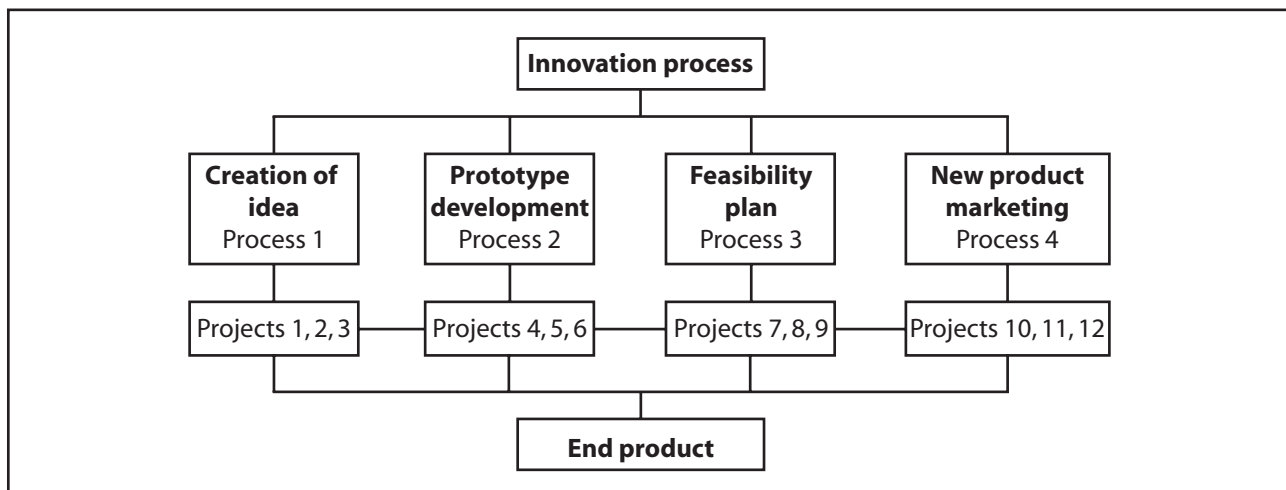 Innovation process
Creation of
idea
Process 1
Prototype
development
Process 2
Feasibility
plan
Process 3
New product
marketing
Process 4
Projects 1, 2, 3
Projects 4, 5, 6
Projects 7, 8, 9
Projects 10, 11, 12
End product